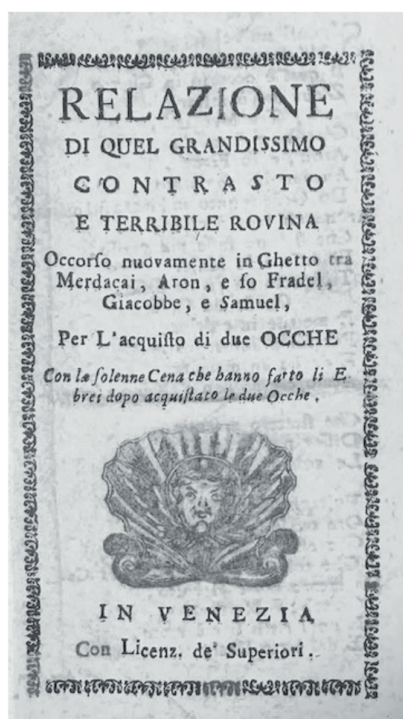 RELAZIONE
DI QUEL GRANDISSIMO
CONTRASTO
E TERRIBILE ROVINA
Occorso nuovamente in Ghetto tra
Merdacai, Aron, e so Fradel,
Giacobbe, e Samuel,
Per L'acquiſto di due OCCHE
Con la ſolenne Cena che hanno fatto li E
brei dopo acquiſtato le due Ocche.
IN VENEZIA
Con Licenz. de' Superiori.